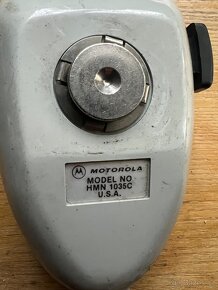 MOTOROLA
MODEL NO
HMN 1035C
U.S.A.